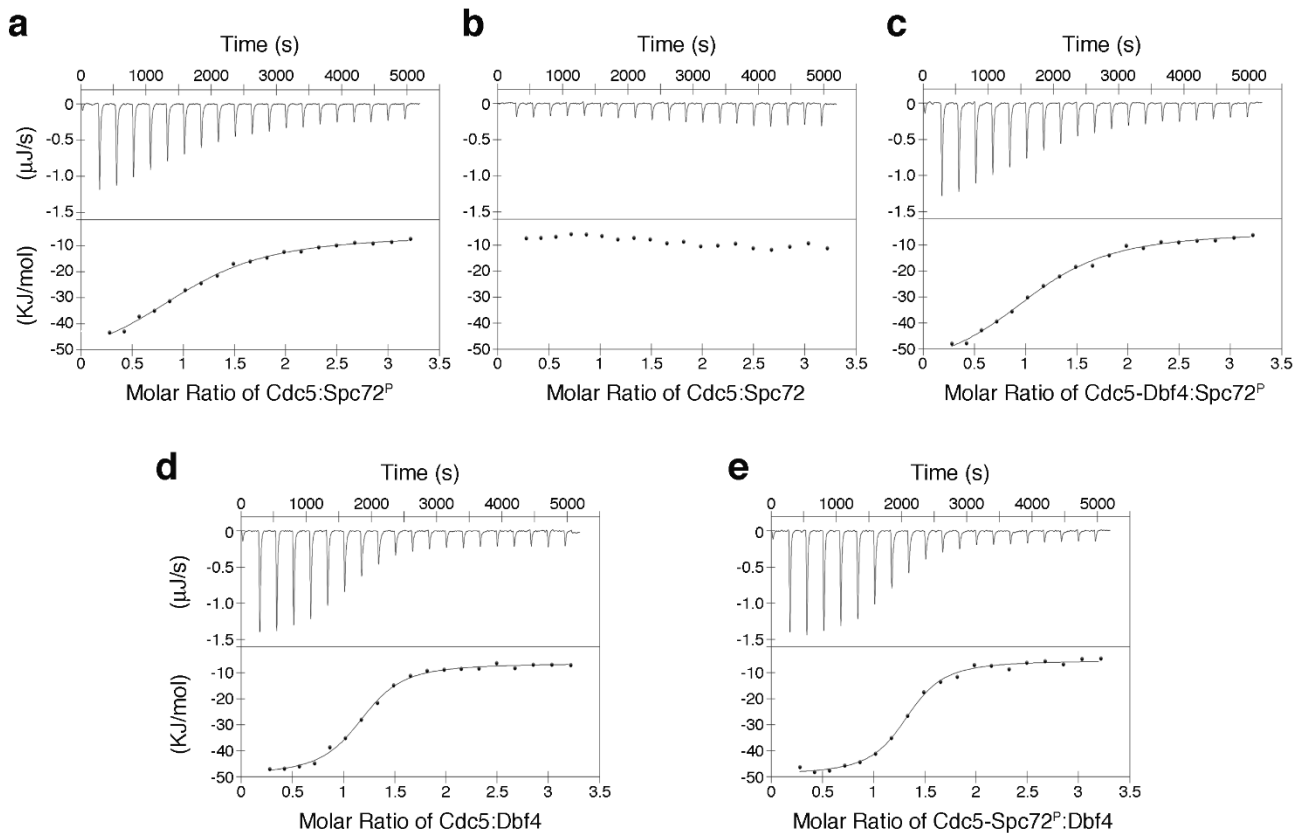 a
Time (s)
0 1000 2000 3000 4000 5000
0
-0.5
-1.0
-1.5
(μJ/s)
-10
-20
-30
-40
-50
(KJ/mol)
0 0.5 1 1.5 2 2.5 3 3.5
Molar Ratio of Cdc5:Spc72ᴾ
b
Time (s)
0 1000 2000 3000 4000 5000
0
-0.5
-1.0
-1.5
-10
-20
-30
-40
-50
0 0.5 1 1.5 2 2.5 3 3.5
Molar Ratio of Cdc5:Spc72
c
Time (s)
0 1000 2000 3000 4000 5000
0
-0.5
-1.0
-1.5
-10
-20
-30
-40
-50
0 0.5 1 1.5 2 2.5 3 3.5
Molar Ratio of Cdc5-Dbf4:Spc72ᴾ
d
Time (s)
0 1000 2000 3000 4000 5000
0
-0.5
-1.0
-1.5
(μJ/s)
-10
-20
-30
-40
-50
(KJ/mol)
0 0.5 1 1.5 2 2.5 3 3.5
Molar Ratio of Cdc5:Dbf4
e
Time (s)
0 1000 2000 3000 4000 5000
0
-0.5
-1.0
-1.5
(μJ/s)
-10
-20
-30
-40
-50
(KJ/mol)
0 0.5 1 1.5 2 2.5 3 3.5
Molar Ratio of Cdc5-Spc72ᴾ:Dbf4